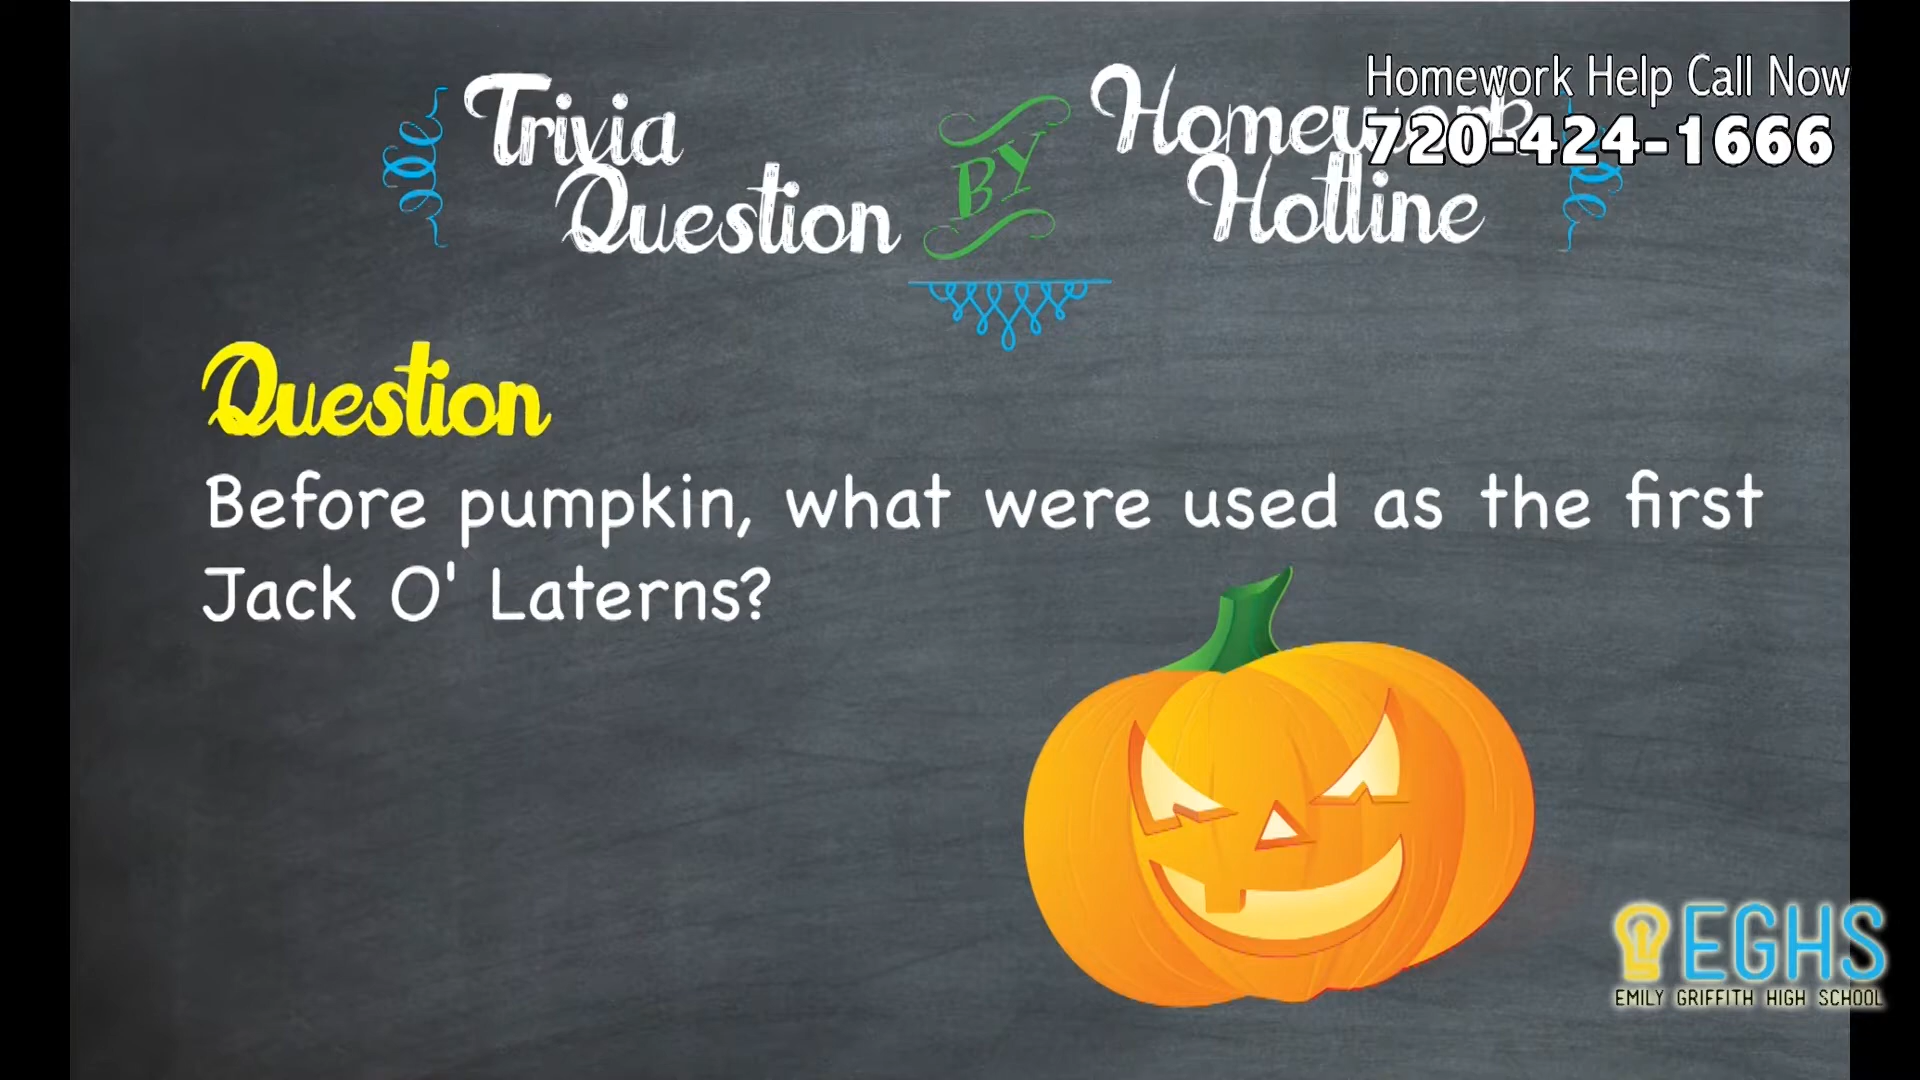 Homework Help Call Now
720-424-1666
Trivia
Question
BY
Homework
Hotline
Question
Before pumpkin, what were used as the first
Jack O' Laterns?
EGHS
EMILY GRIFFITH HIGH SCHOOL